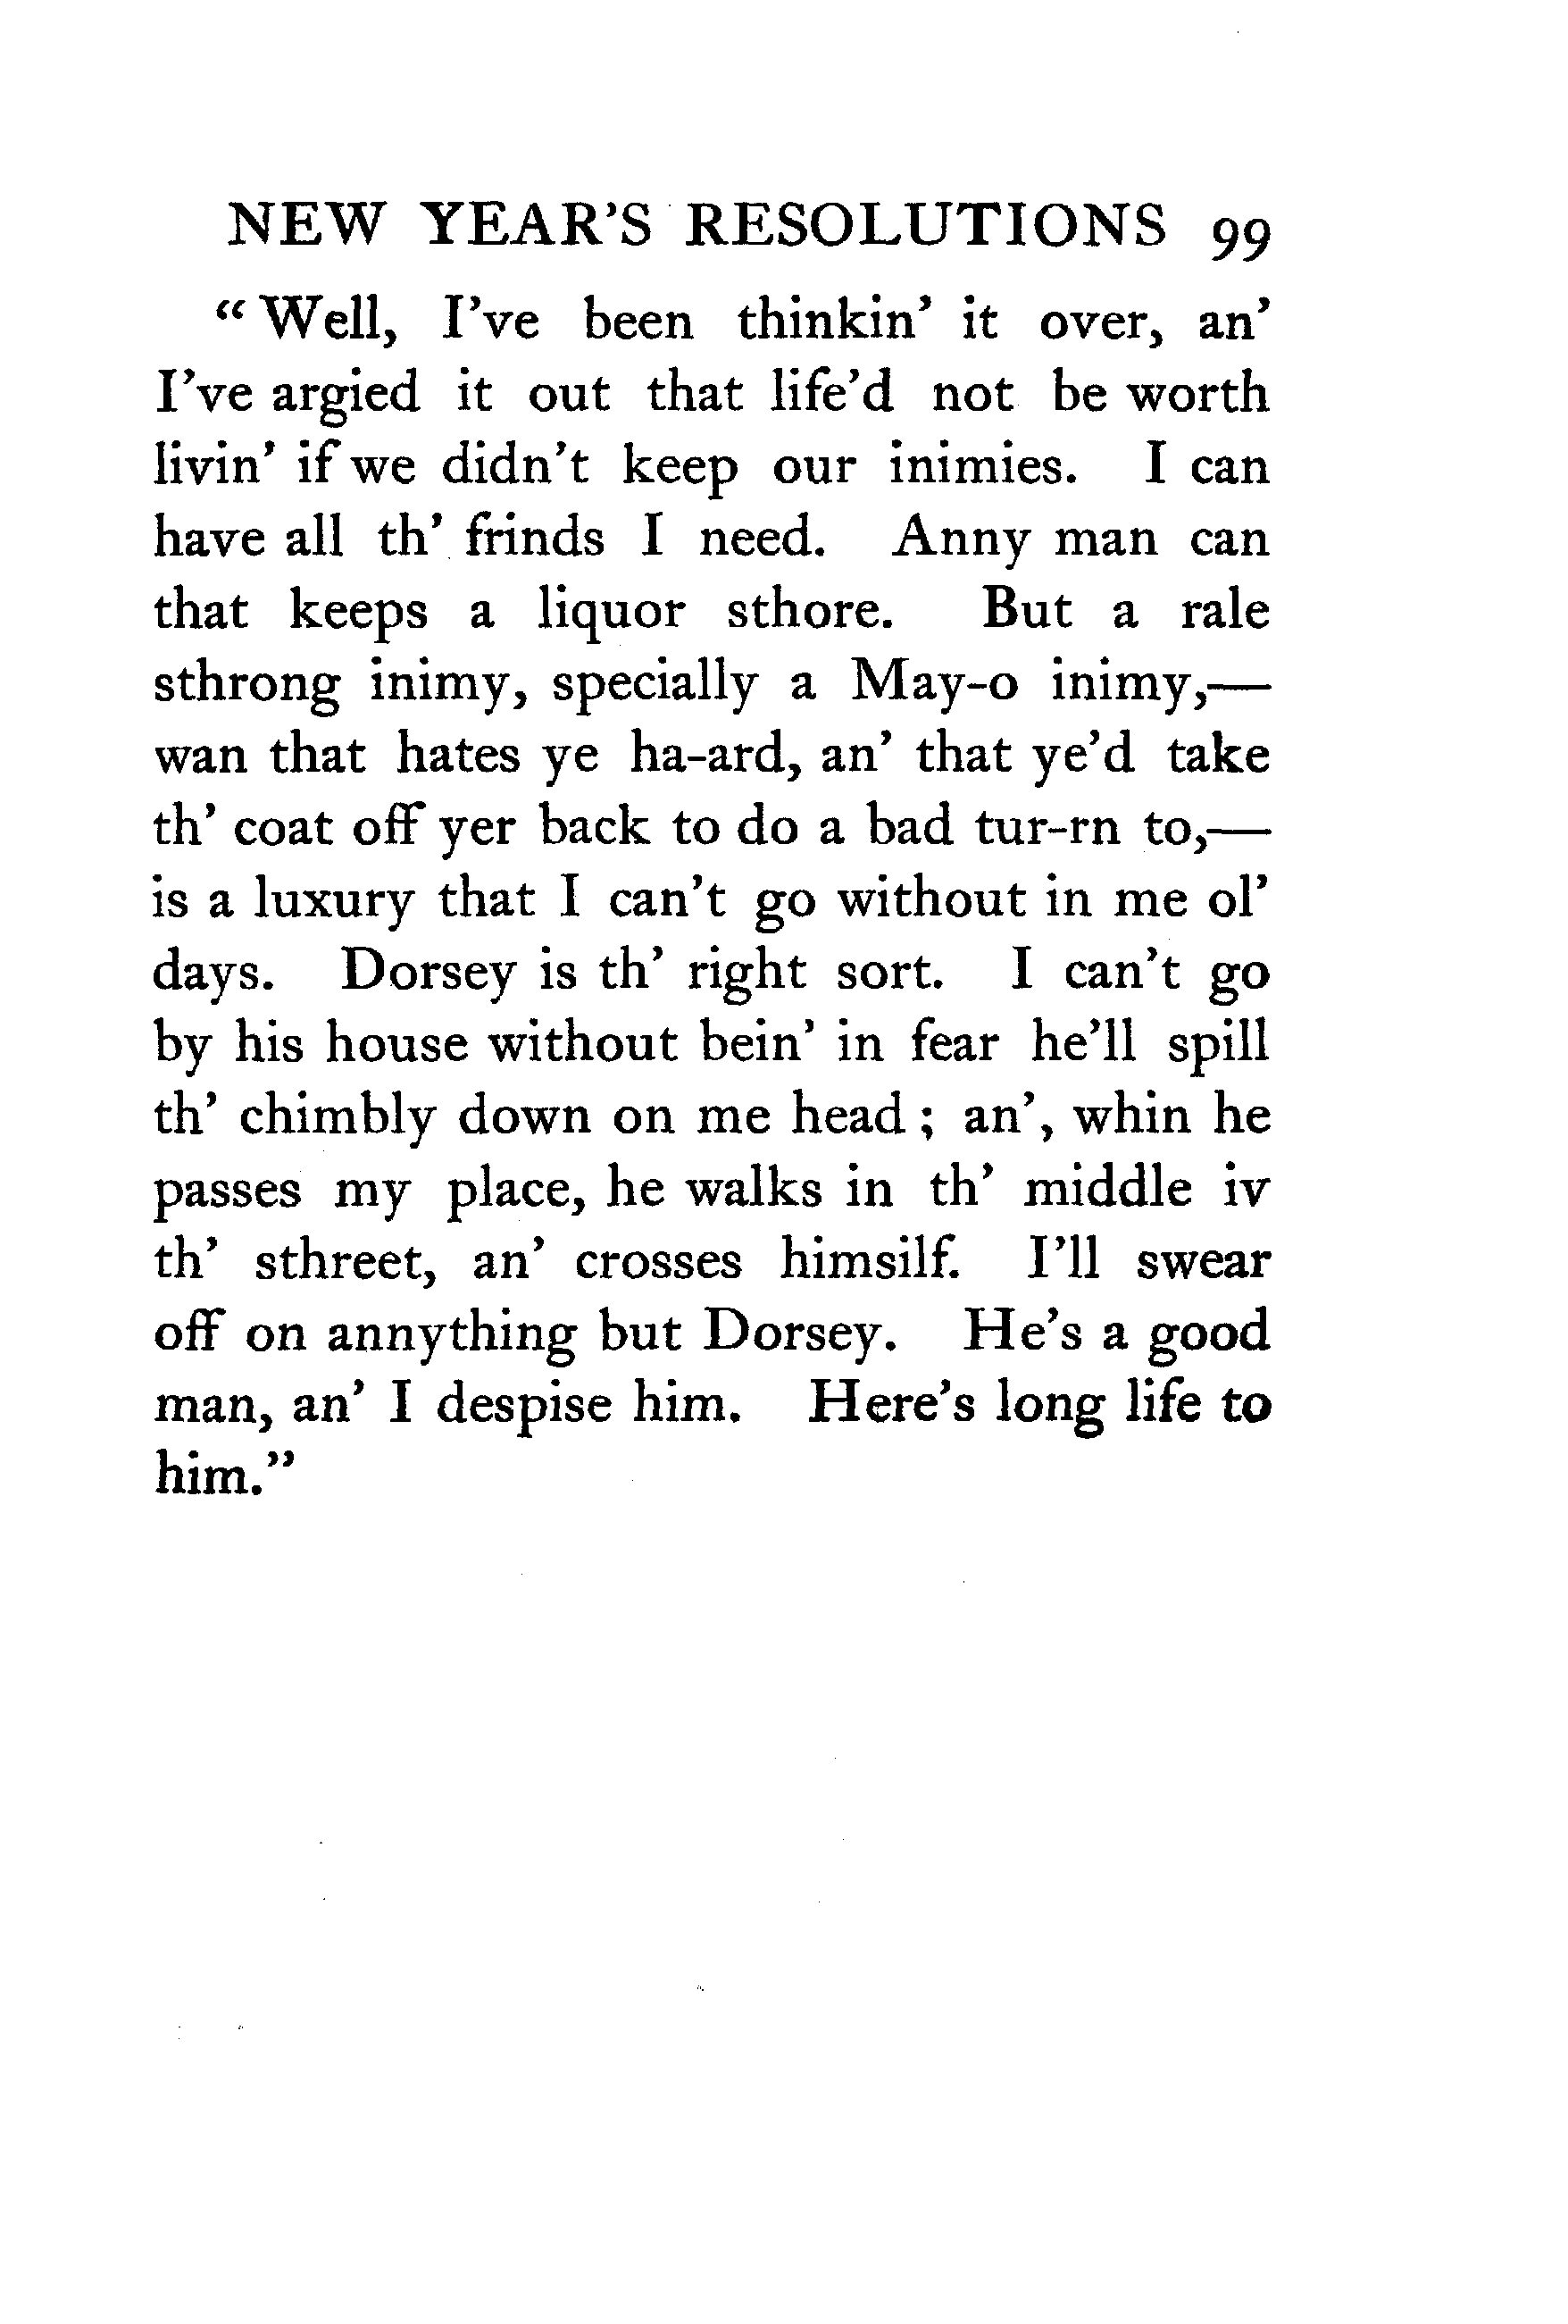 NEW YEAR'S RESOLUTIONS 99
“Well, I've been thinkin' it over, an'
I've argied it out that life'd not be worth
livin' if we didn't keep our inimies. I can
have all th' frinds I need. Anny man can
that keeps a liquor sthore. But a rale
sthrong inimy, specially a May-o inimy,—
wan that hates ye ha-ard, an' that ye'd take
th' coat off yer back to do a bad tur-rn to,—
is a luxury that I can't go without in me ol'
days. Dorsey is th' right sort. I can't go
by his house without bein' in fear he'll spill
th' chimbly down on me head; an', whin he
passes my place, he walks in th' middle iv
th' sthreet, an' crosses himsilf. I'll swear
off on annything but Dorsey. He's a good
man, an' I despise him. Here's long life to
him.”